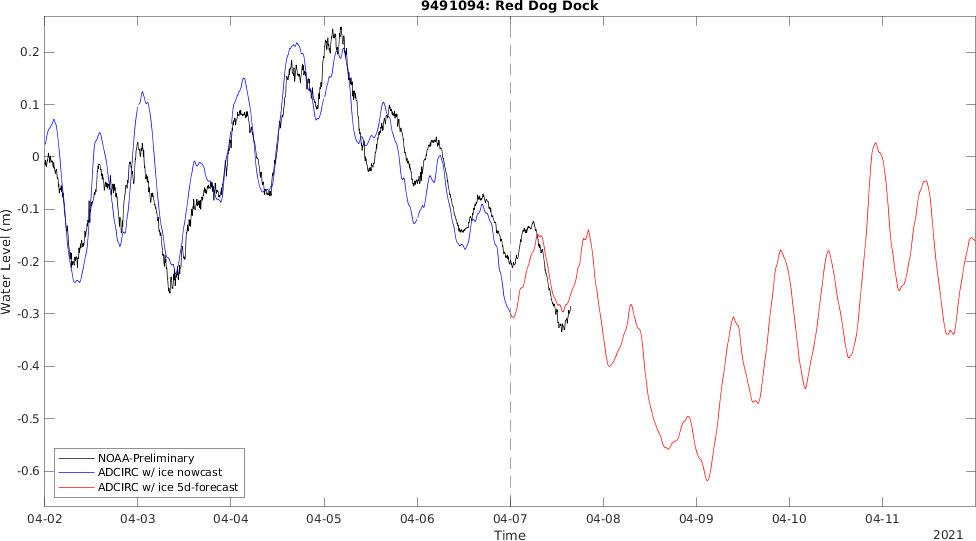 9491094: Red Dog Dock
Water Level (m)
0.2
0.1
0
-0.1
-0.2
-0.3
-0.4
-0.5
-0.6
NOAA-Preliminary
ADCIRC w/ ice nowcast
ADCIRC w/ ice 5d-forecast
04-02 04-03 04-04 04-05 04-06 04-07 04-08 04-09 04-10 04-11
Time
2021